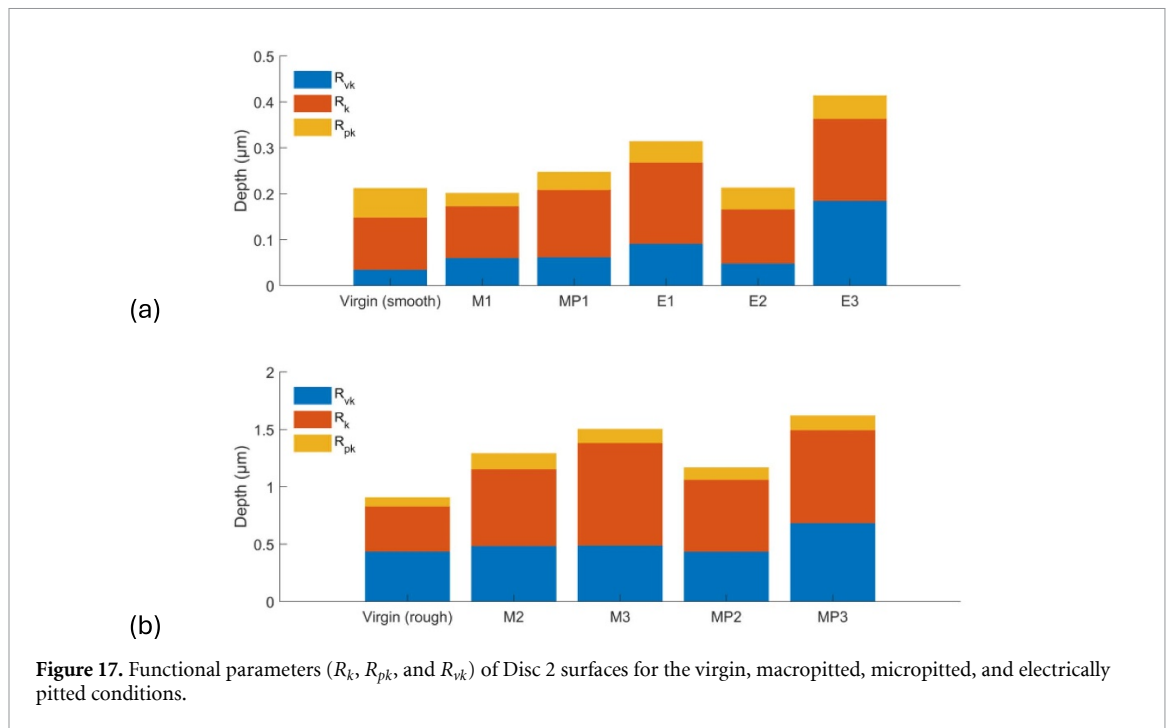 0.5
0.4
0.3
0.2
0.1
0
Depth (μm)
R_vk
R_k
R_pk
Virgin (smooth) M1 MP1 E1 E2 E3
(a)
2
1.5
1
0.5
0
Depth (μm)
R_vk
R_k
R_pk
Virgin (rough) M2 M3 MP2 MP3
(b)
Figure 17. Functional parameters (R_k, R_pk, and R_vk) of Disc 2 surfaces for the virgin, macropitted, micropitted, and electrically
pitted conditions.